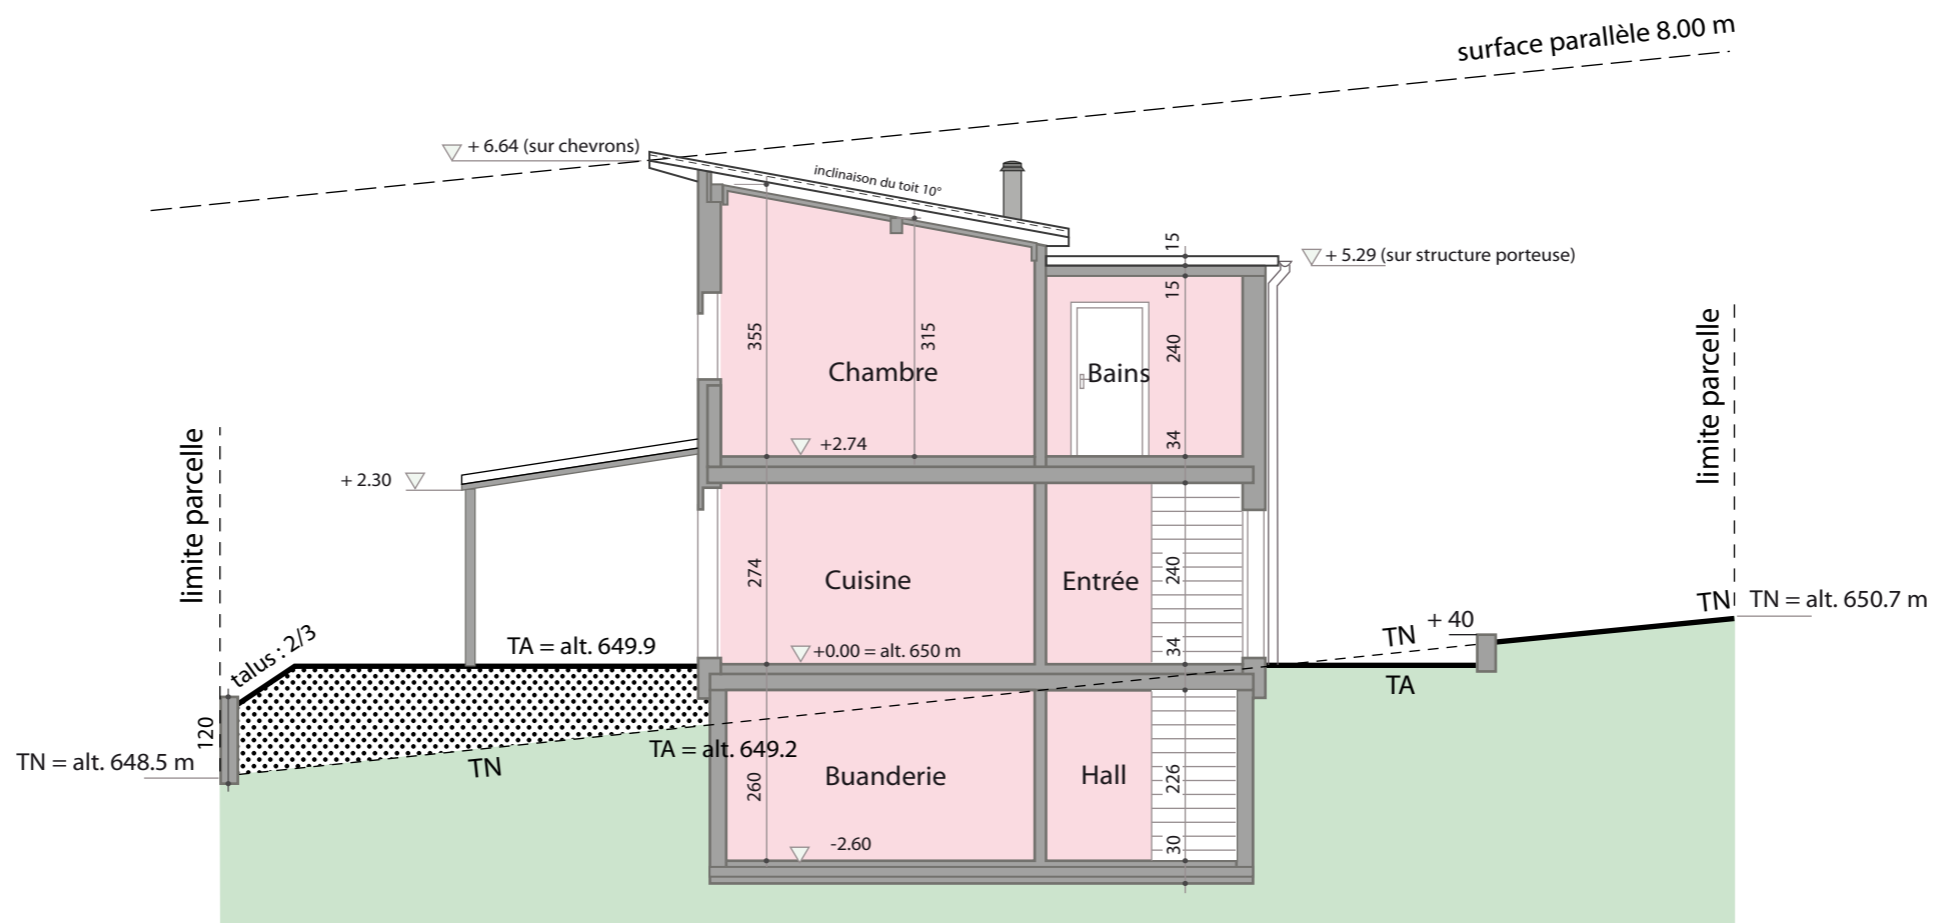 surface parallèle 8.00 m
+ 6.64 (sur chevrons)
inclinaison du toit 10°
15
+ 5.29 (sur structure porteuse)
15
355
315
240
Chambre
Bains
limite parcelle
+2.74
34
+ 2.30
limite parcelle
274
Cuisine
Entrée
240
TN
TN = alt. 650.7 m
+ 40
TN
talus : 2/3
TA = alt. 649.9
+0.00 = alt. 650 m
34
TA
120
TN = alt. 648.5 m
TN
TA = alt. 649.2
260
Buanderie
Hall
226
-2.60
30